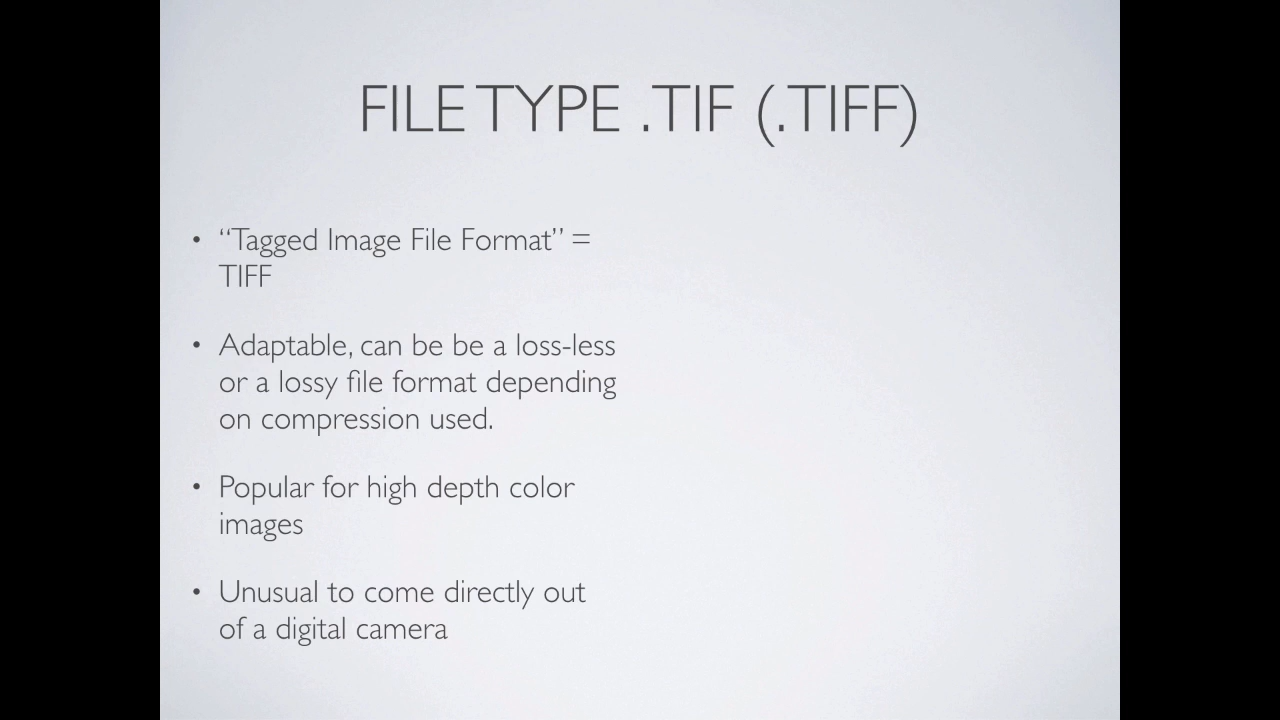 FILE TYPE .TIF (.TIFF)
• “Tagged Image File Format” =
TIFF
• Adaptable, can be be a loss-less
or a lossy file format depending
on compression used.
• Popular for high depth color
images
• Unusual to come directly out
of a digital camera